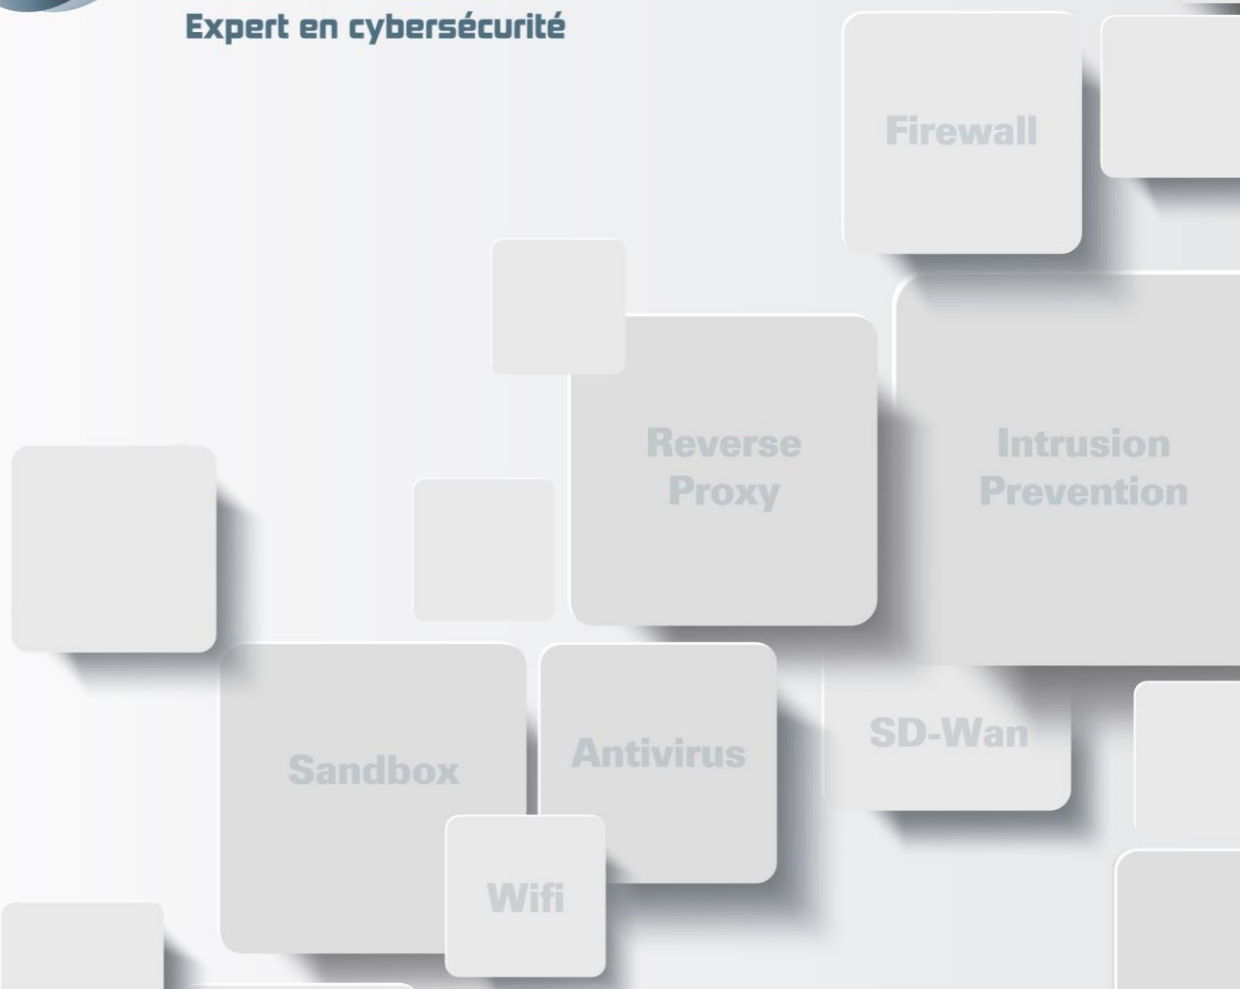 Expert en cybersécurité
Firewall
Reverse
Proxy
Intrusion
Prevention
Sandbox
Antivirus
SD-Wan
Wifi